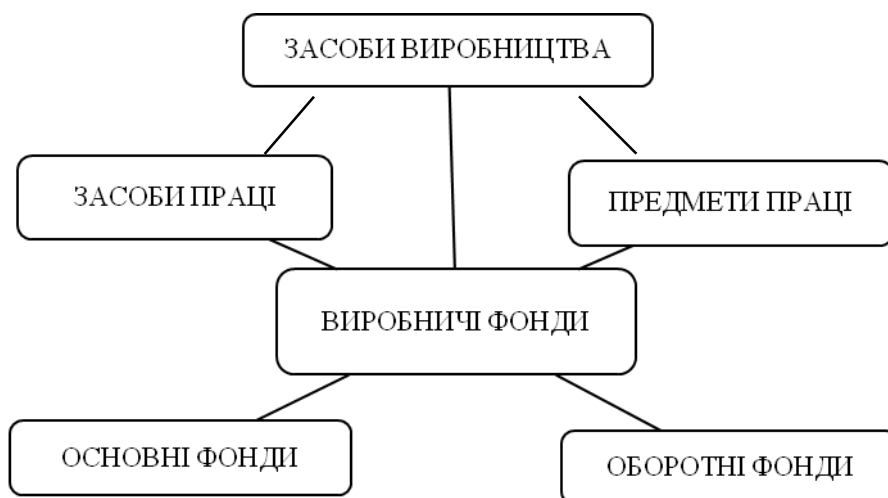 ЗАСОБИ ВИРОБНИЦТВА
ЗАСОБИ ПРАЦІ
ПРЕДМЕТИ ПРАЦІ
ВИРОБНИЧІ ФОНДИ
ОСНОВНІ ФОНДИ
ОБОРОТНІ ФОНДИ